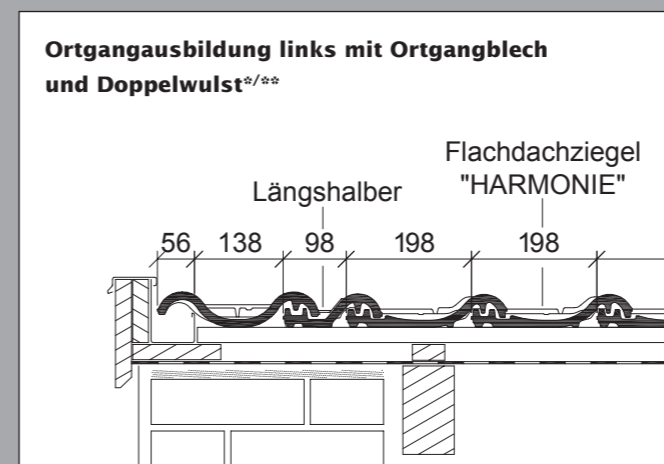 Ortgangausbildung links mit Ortgangblech
und Doppelwulst*/**
Flachdachziegel
"HARMONIE"
Längshalber
56 138 98 198 198